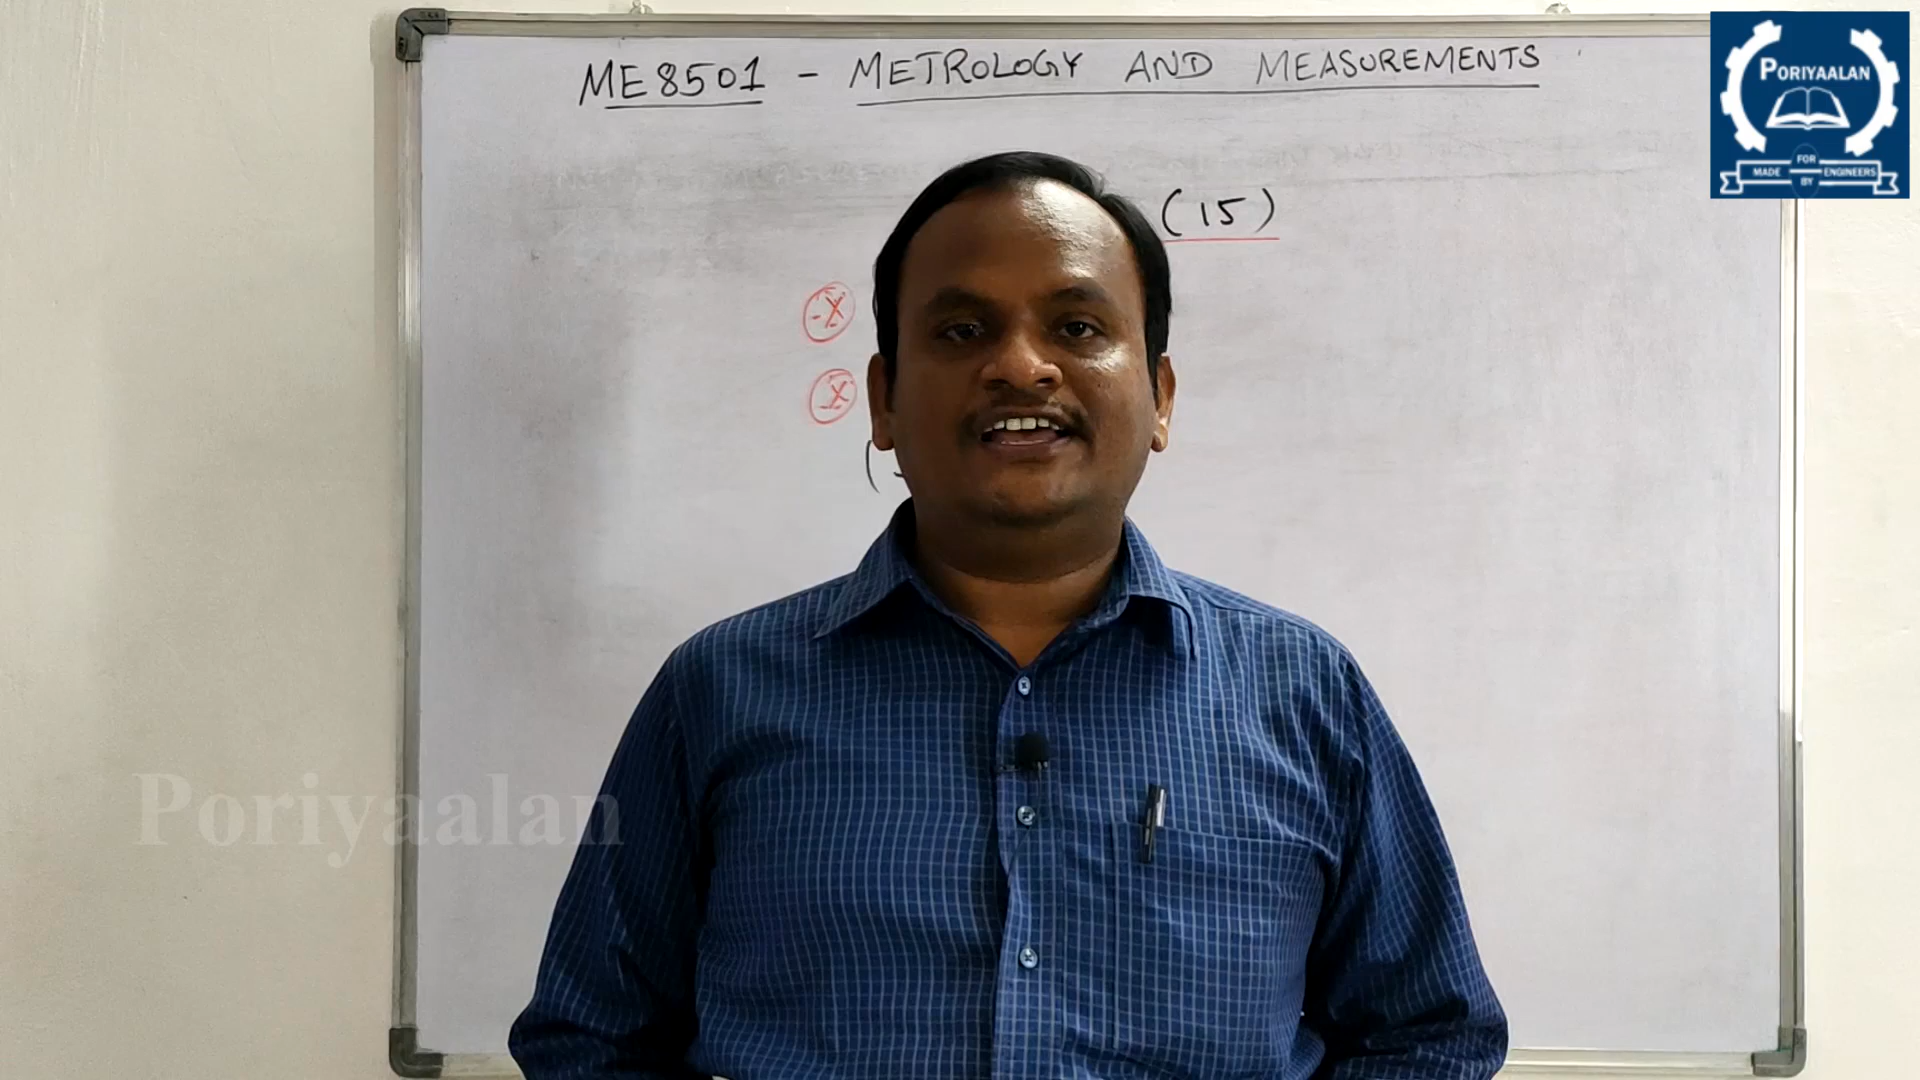 ME8501 - METROLOGY AND MEASUREMENTS
PORIYAALAN
FOR
MADE ENGINEERS
BY
(15)
Poriyaalan